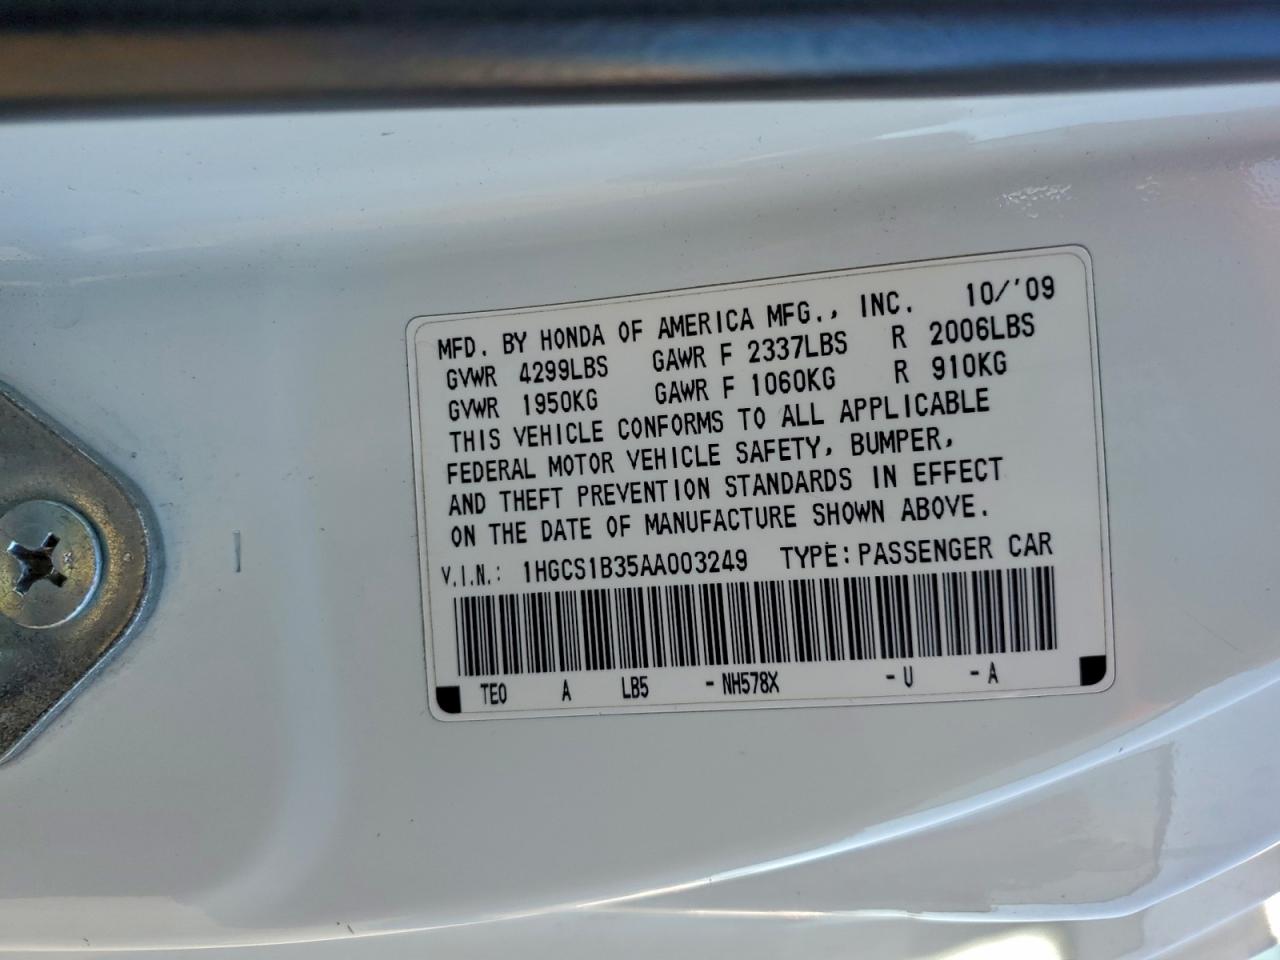 MFD. BY HONDA OF AMERICA MFG., INC. 10/'09
GVWR 4299LBS GAWR F 2337LBS R 2006LBS
GVWR 1950KG GAWR F 1060KG R 910KG
THIS VEHICLE CONFORMS TO ALL APPLICABLE
FEDERAL MOTOR VEHICLE SAFETY, BUMPER,
AND THEFT PREVENTION STANDARDS IN EFFECT
ON THE DATE OF MANUFACTURE SHOWN ABOVE.
V.I.N.: 1HGCS1B35AA003249 TYPE: PASSENGER CAR
TE0 A LB5 - NH578X - U - A